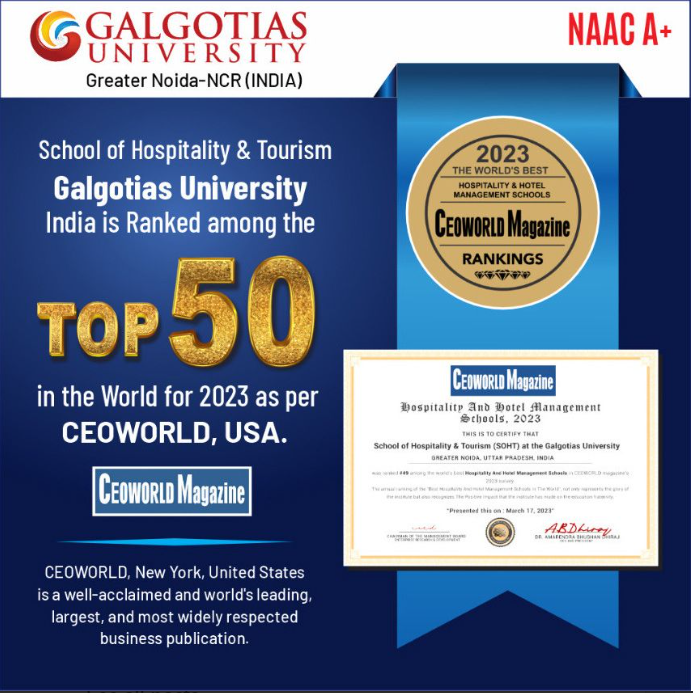 GALGOTIAS
UNIVERSITY
Greater Noida-NCR (INDIA)
NAAC A+
School of Hospitality & Tourism
Galgotias University
India is Ranked among the
TOP 50
in the World for 2023 as per
CEOWORLD, USA.
CEOWORLD Magazine
CEOWORLD, New York, United States
is a well-acclaimed and world's leading,
largest, and most widely respected
business publication.
2023
THE WORLD'S BEST
HOSPITALITY & HOTEL
MANAGEMENT SCHOOLS
CEOWORLD Magazine
RANKINGS
CEOWORLD Magazine
Hospitality And Hotel Management
Schools, 2023
THIS IS TO CERTIFY THAT
School of Hospitality & Tourism (SOHT) at the Galgotias University
GREATER NOIDA, UTTAR PRADESH, INDIA
was ranked #49 among the world's best Hospitality And Hotel Management Schools in CEOWORLD magazine's
2023 survey.
"Presented this on : March 17, 2023"
DR. AMARENDRA BHUSHAN DHIRAJ